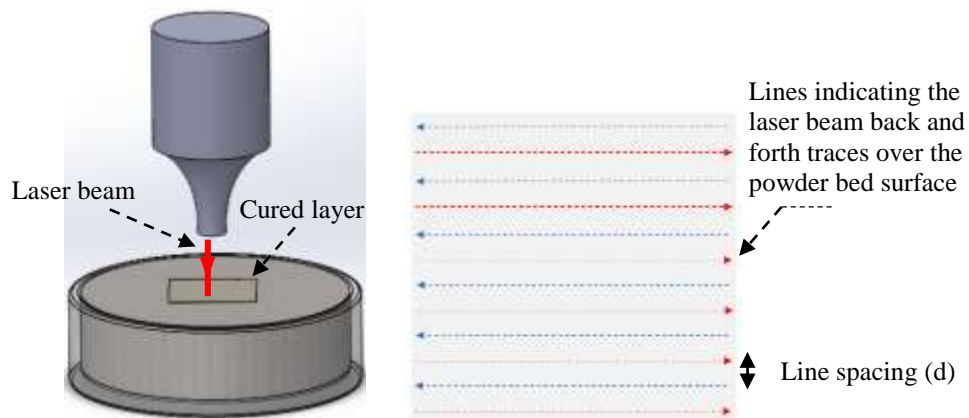 Laser beam
Cured layer
Lines indicating the
laser beam back and
forth traces over the
powder bed surface
Line spacing (d)